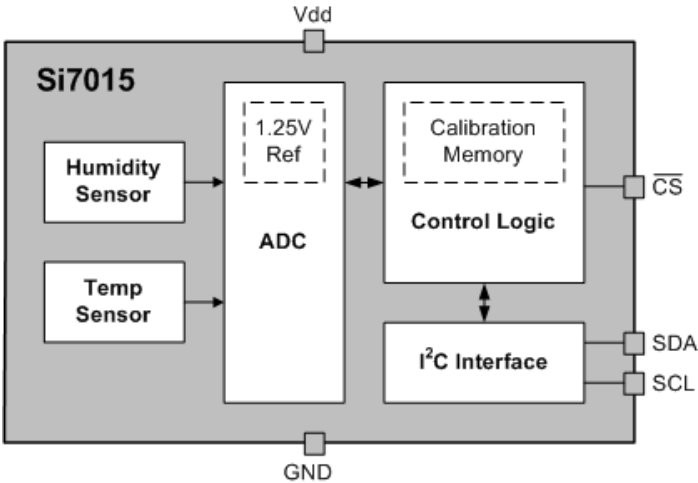 Vdd
Si7015
1.25V
Ref
Calibration
Memory
Humidity
Sensor
CS
Control Logic
ADC
Temp
Sensor
SDA
I²C Interface
SCL
GND